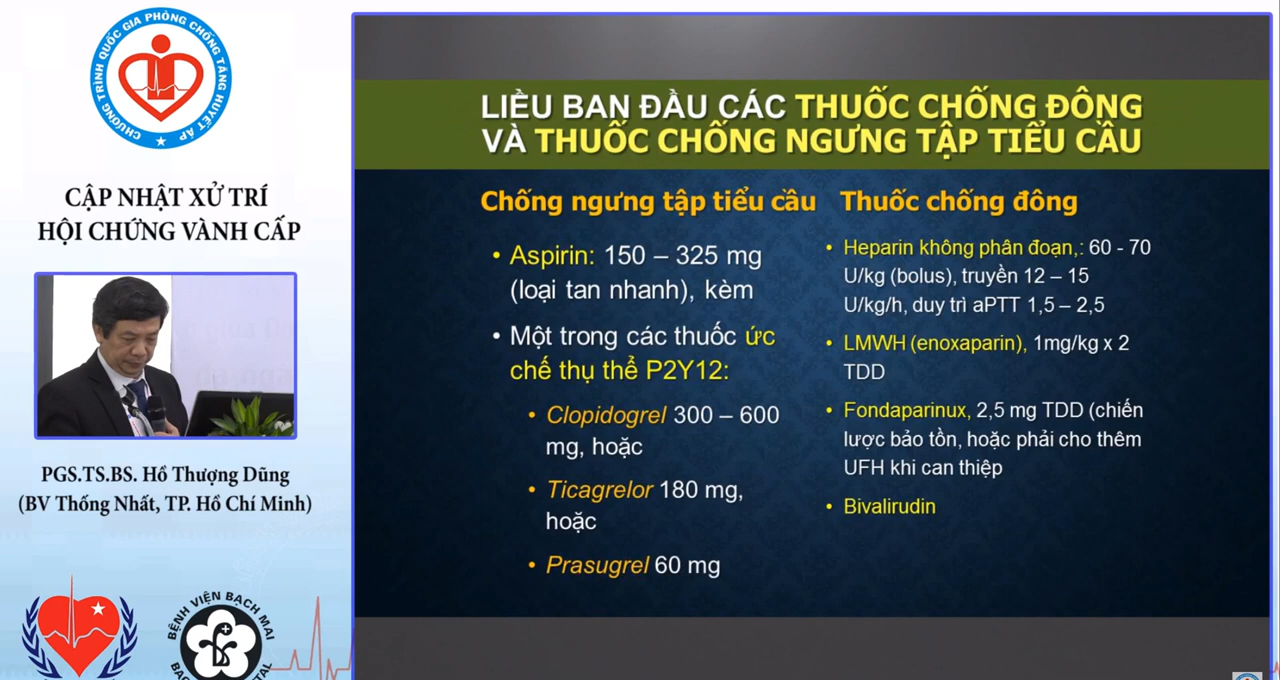 CHƯƠNG TRÌNH QUỐC GIA PHÒNG CHỐNG TĂNG HUYẾT ÁP
CẬP NHẬT XỬ TRÍ
HỘI CHỨNG VÀNH CẤP
PGS.TS.BS. Hồ Thượng Dũng
(BV Thống Nhất, TP. Hồ Chí Minh)
BỆNH VIỆN BẠCH MAI
LIỀU BAN ĐẦU CÁC THUỐC CHỐNG ĐÔNG
VÀ THUỐC CHỐNG NGƯNG TẬP TIỂU CẦU
Chống ngưng tập tiểu cầu
• Aspirin: 150 – 325 mg
(loại tan nhanh), kèm
• Một trong các thuốc ức
chế thụ thể P2Y12:
• Clopidogrel 300 – 600
mg, hoặc
• Ticagrelor 180 mg,
hoặc
• Prasugrel 60 mg
Thuốc chống đông
• Heparin không phân đoạn,: 60 - 70
U/kg (bolus), truyền 12 – 15
U/kg/h, duy trì aPTT 1,5 – 2,5
• LMWH (enoxaparin), 1mg/kg x 2
TDD
• Fondaparinux, 2,5 mg TDD (chiến
lược bảo tồn, hoặc phải cho thêm
UFH khi can thiệp
• Bivalirudin